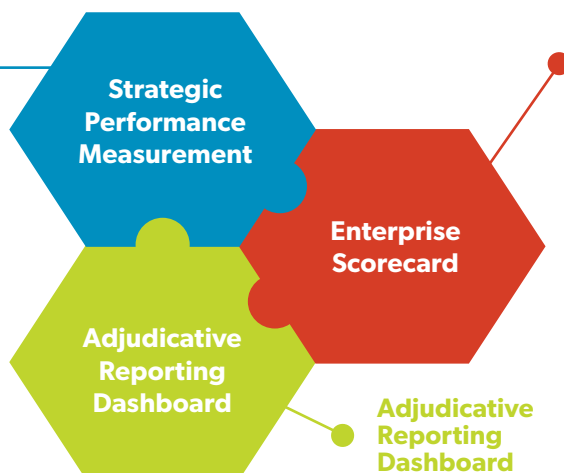 Strategic
Performance
Measurement
Enterprise
Scorecard
Adjudicative
Reporting
Dashboard
Adjudicative
Reporting
Dashboard